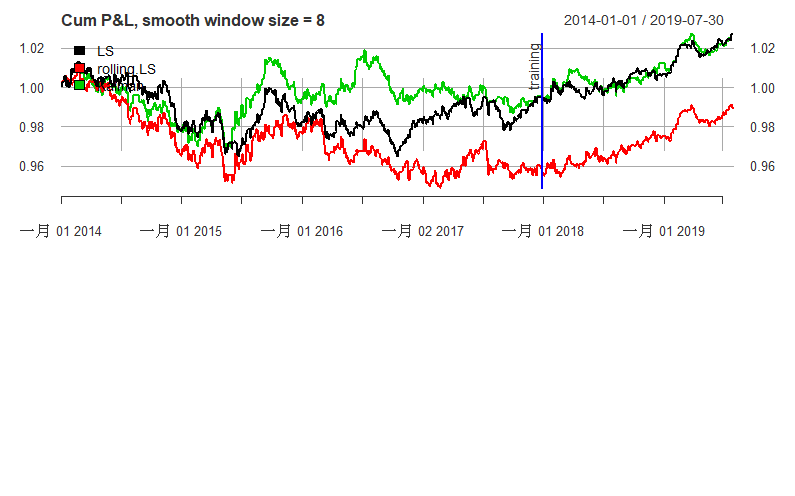 Cum P&L, smooth window size = 8
2014-01-01 / 2019-07-30
LS
rolling LS
training
1.02
1.00
0.98
0.96
1.02
1.00
0.98
0.96
一月 01 2014
一月 01 2015
一月 01 2016
一月 02 2017
一月 01 2018
一月 01 2019